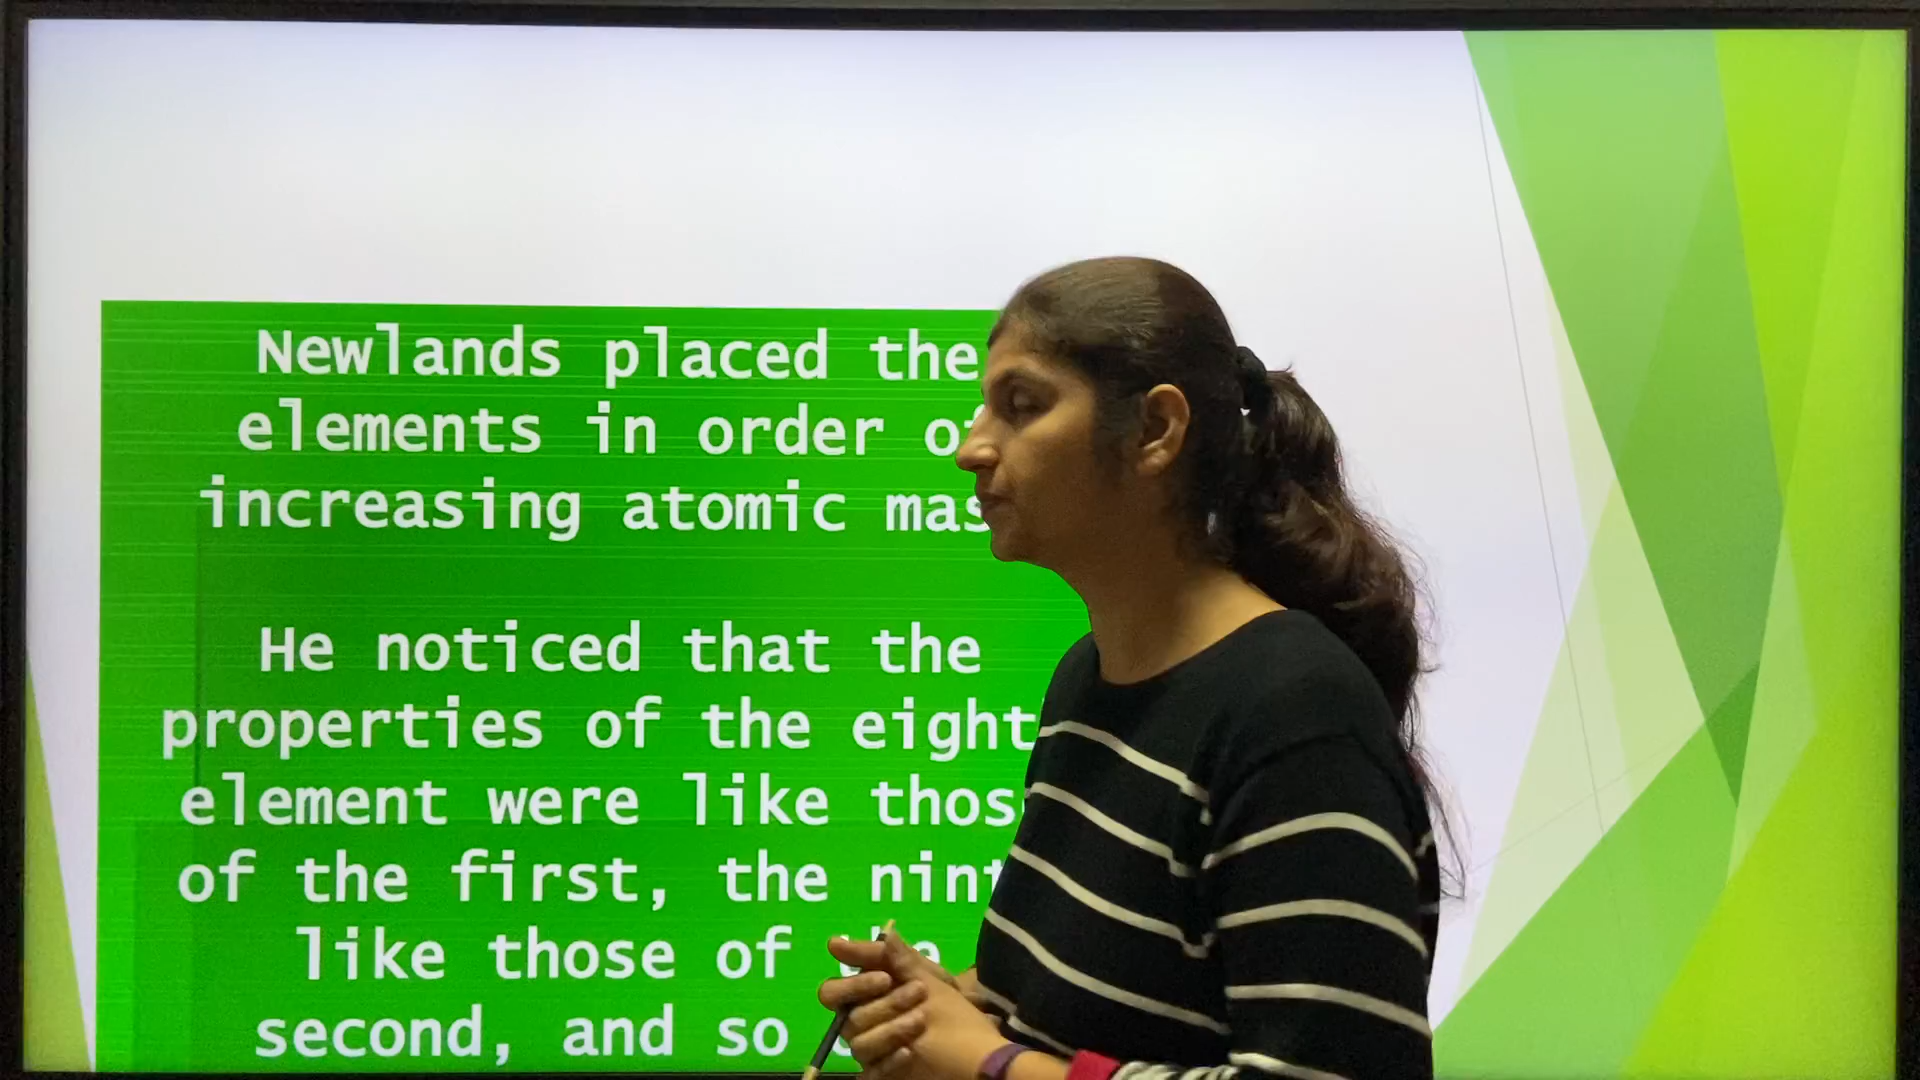 Newlands placed the
elements in order of
increasing atomic mas
He noticed that the
properties of the eight
element were like thos
of the first, the nint
like those of the
second, and so